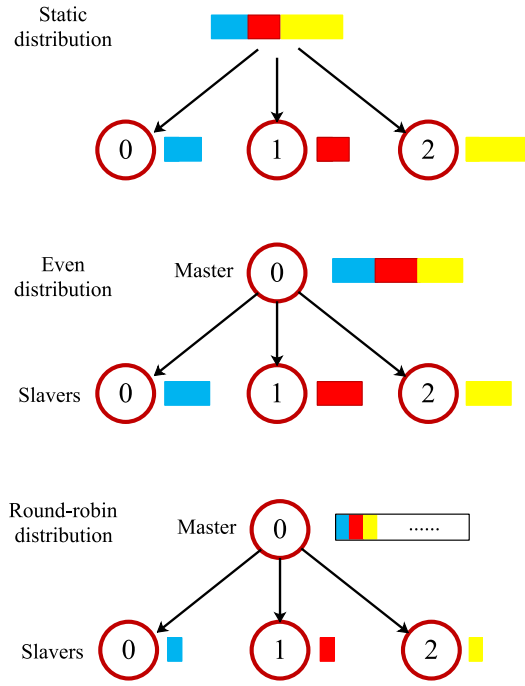 Static
distribution
0 1 2
Even
distribution
Master 0
Slavers 0 1 2
Round-robin
distribution
Master 0 ......
Slavers 0 1 2